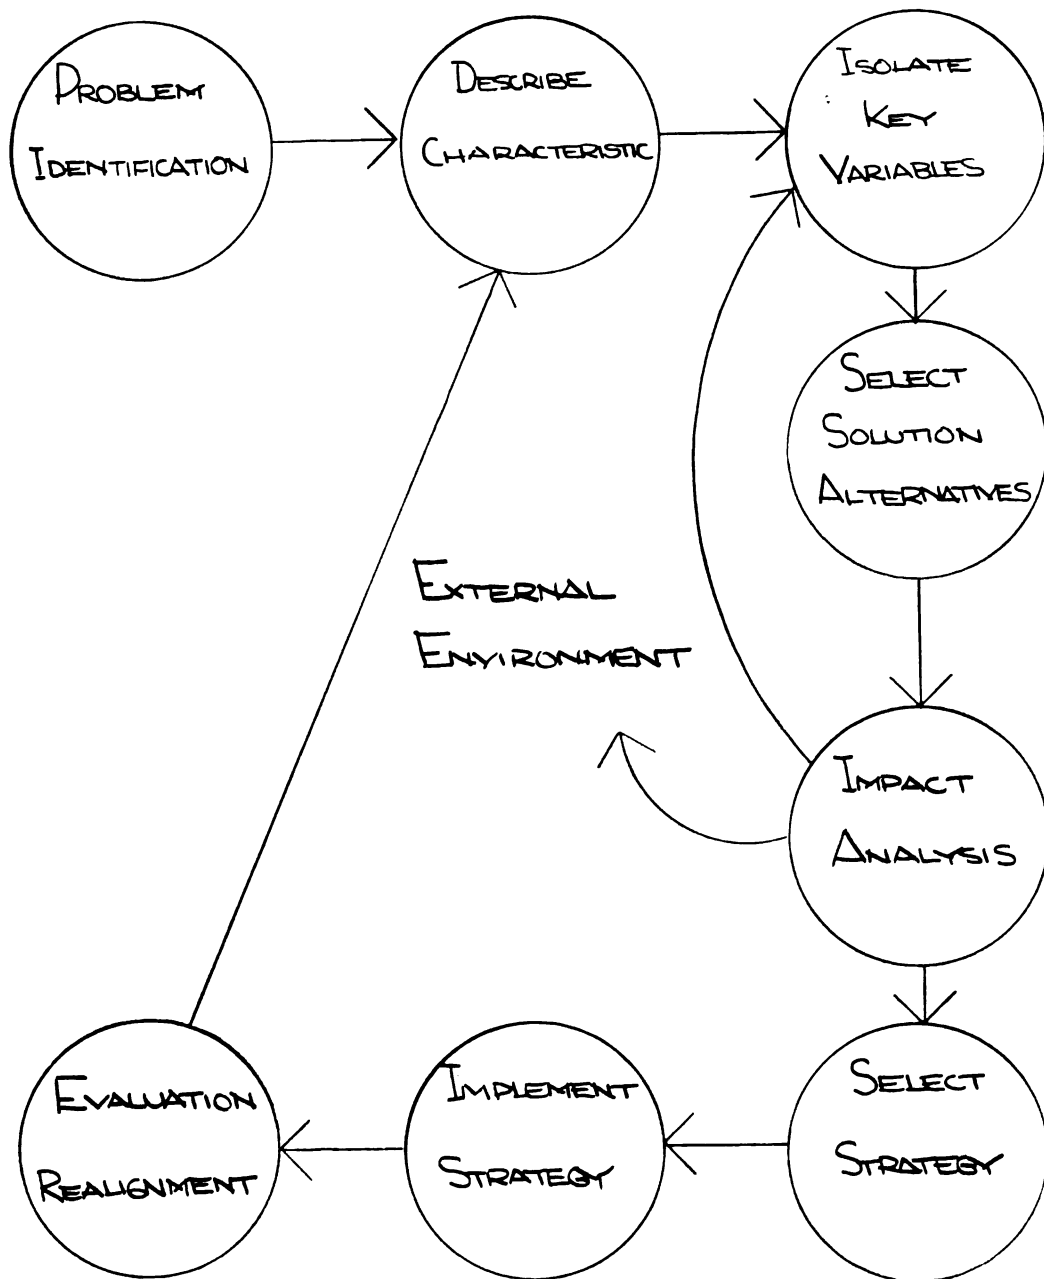 Problem
Identification
Describe
Characteristic
Isolate
Key
Variables
Select
Solution
Alternatives
External
Environment
Impact
Analysis
Select
Strategy
Implement
Strategy
Evaluation
Realignment